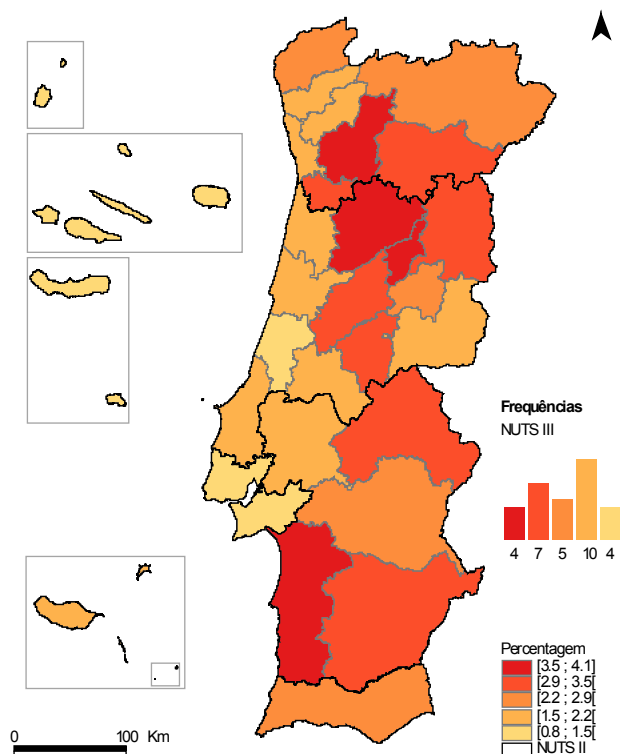 Frequências
NUTS III
4 7 5 10 4
Percentagem
[3.5 ; 4.1]
[2.9 ; 3.5[
[2.2 ; 2.9[
[1.5 ; 2.2[
[0.8 ; 1.5[
NUTS II
0 100 Km